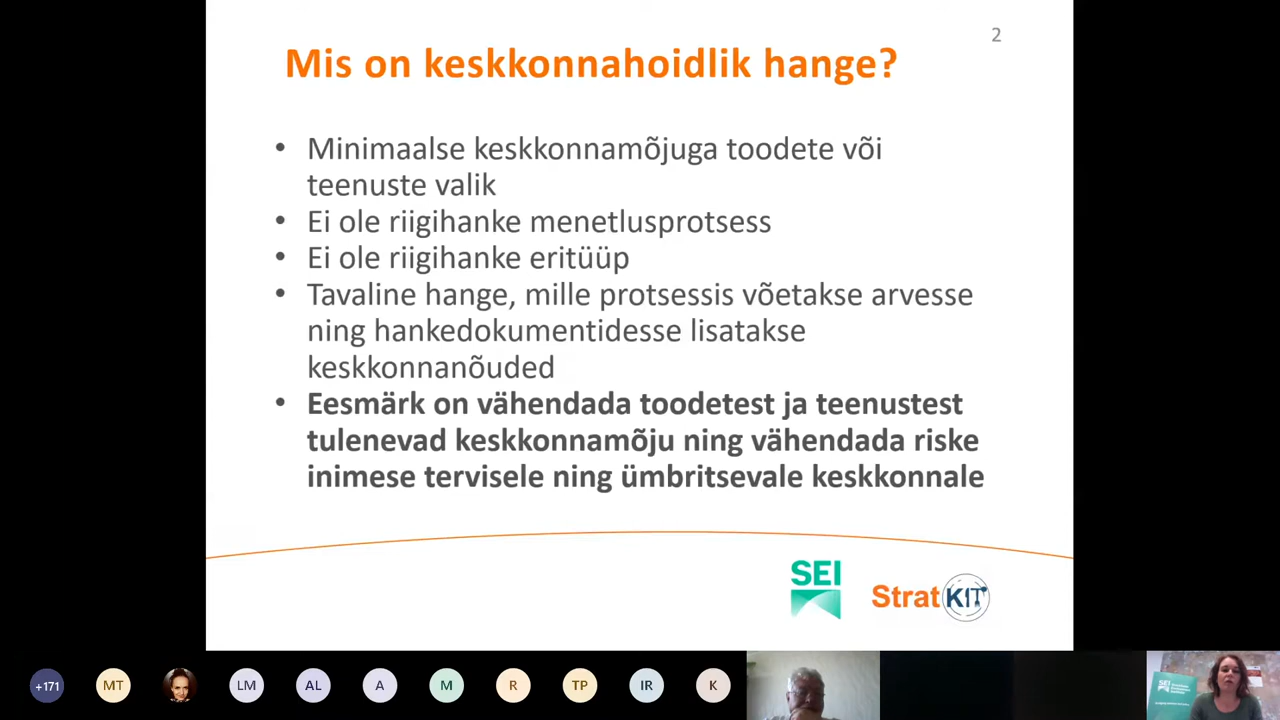 2
Mis on keskkonnahoidlik hange?
• Minimaalse keskkonnamõjuga toodete või
teenuste valik
• Ei ole riigihanke menetlusprotsess
• Ei ole riigihanke eritüüp
• Tavaline hange, mille protsessis võetakse arvesse
ning hankedokumentidesse lisatakse
keskkonnanõuded
• Eesmärk on vähendada toodetest ja teenustest
tulenevad keskkonnamõju ning vähendada riske
inimese tervisele ning ümbritsevale keskkonnale
SEI
StratKIT
+171
MT
LM
AL
A
M
R
TP
IR
K
SEI